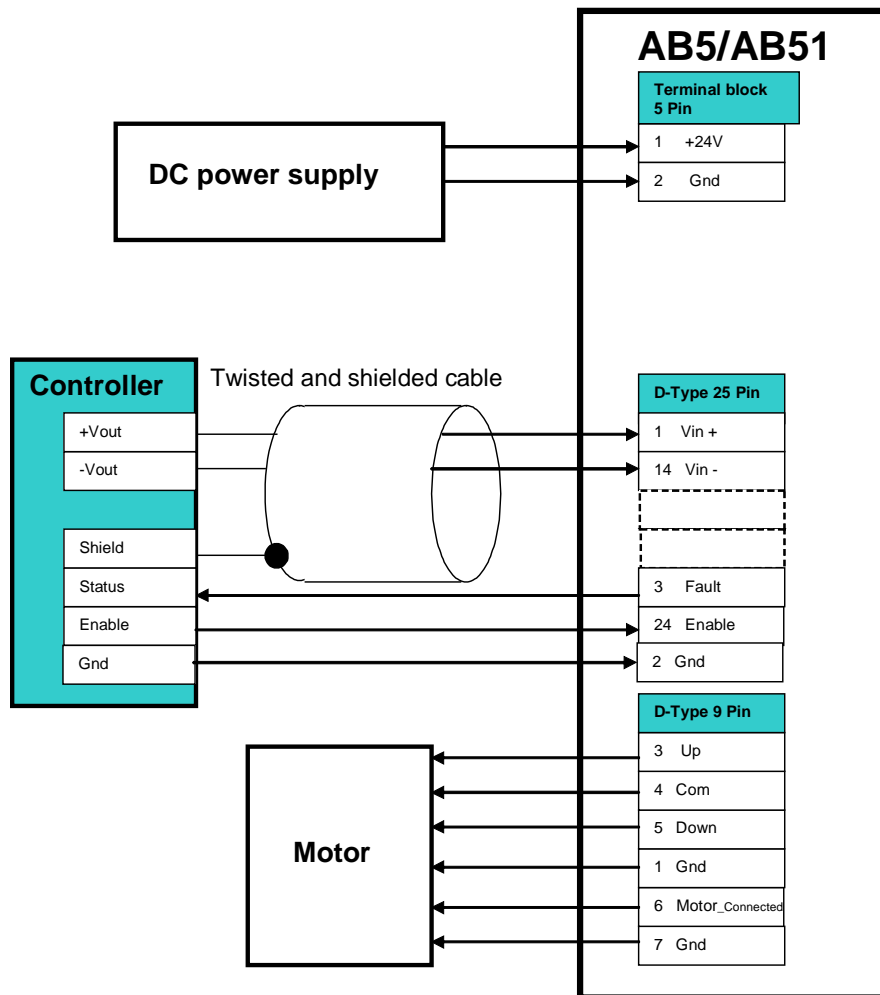 AB5/AB51
Terminal block
5 Pin
1 +24V
2 Gnd
DC power supply
Controller
+Vout
-Vout
Shield
Status
Enable
Gnd
Twisted and shielded cable
D-Type 25 Pin
1 Vin +
14 Vin -
3 Fault
24 Enable
2 Gnd
D-Type 9 Pin
3 Up
4 Com
5 Down
1 Gnd
6 Motor_Connected
7 Gnd
Motor